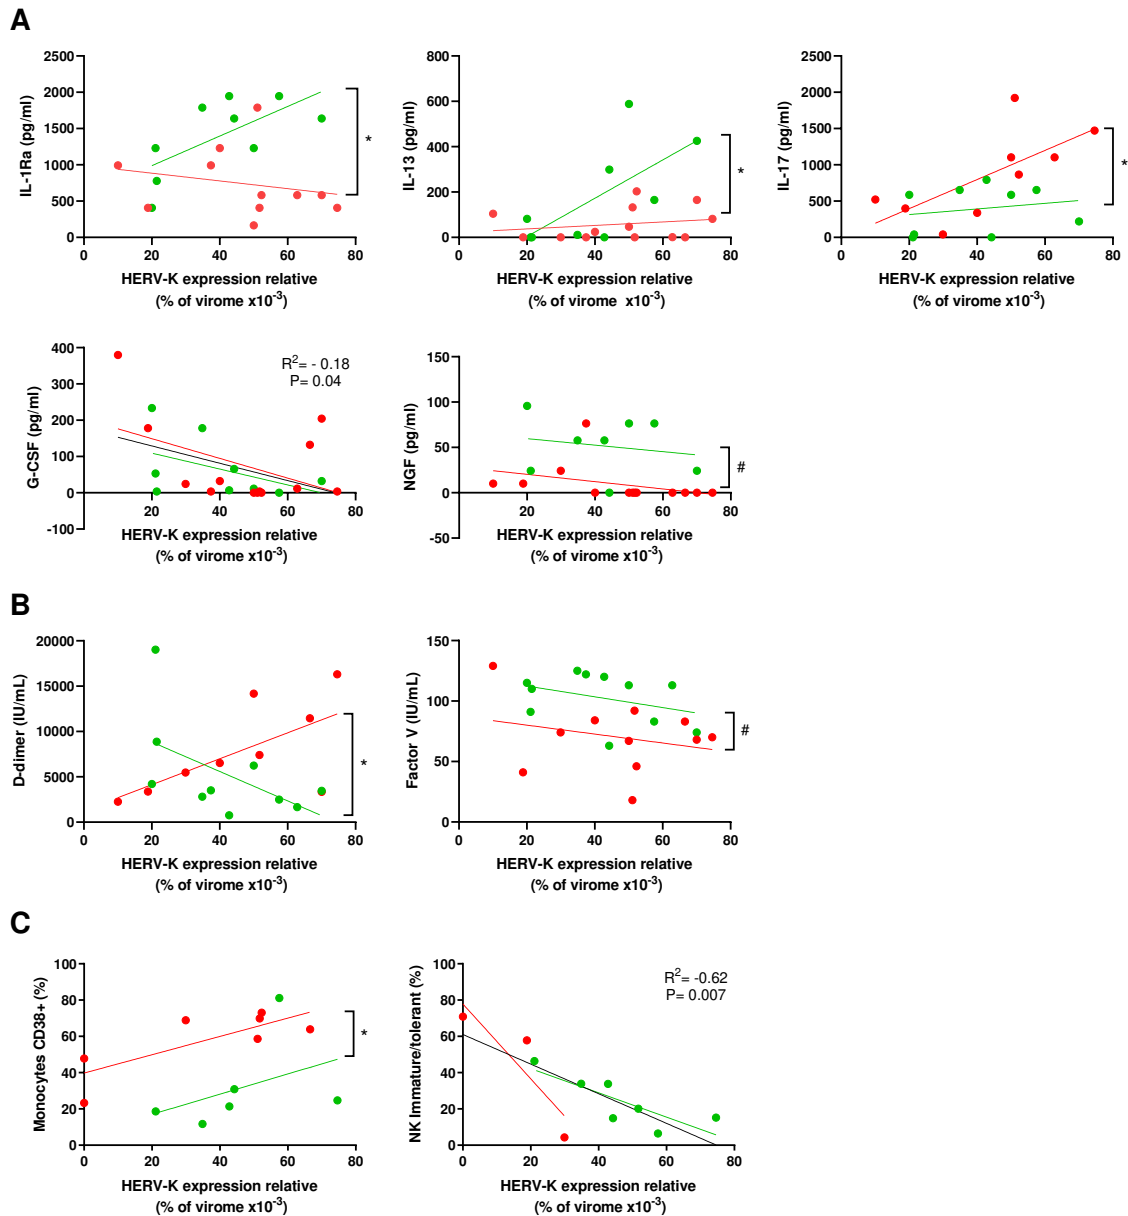 A
2500
2000
1500
1000
500
0
IL-1Ra (pg/ml)
*
0 20 40 60 80
HERV-K expression relative
(% of virome x10-3)
800
600
400
200
0
IL-13 (pg/ml)
*
0 20 40 60 80
HERV-K expression relative
(% of virome x10-3)
2500
2000
1500
1000
500
0
IL-17 (pg/ml)
*
0 20 40 60 80
HERV-K expression relative
(% of virome x10-3)
400
300
200
100
0
-100
G-CSF (pg/ml)
R2= - 0.18
P= 0.04
20 40 60 80
HERV-K expression relative
(% of virome x10-3)
150
100
50
0
-50
NGF (pg/ml)
#
20 40 60 80
HERV-K expression relative
(% of virome x10-3)
B
20000
15000
10000
5000
0
D-dimer (IU/mL)
*
0 20 40 60 80
HERV-K expression relative
(% of virome x10-3)
150
100
50
0
Factor V (IU/mL)
#
0 20 40 60 80
HERV-K expression relative
(% of virome x10-3)
C
100
80
60
40
20
0
Monocytes CD38+ (%)
*
0 20 40 60 80
HERV-K expression relative
(% of virome x10-3)
100
80
60
40
20
0
NK Immature/tolerant (%)
R2= -0.62
P= 0.007
0 20 40 60 80
HERV-K expression relative
(% of virome x10-3)